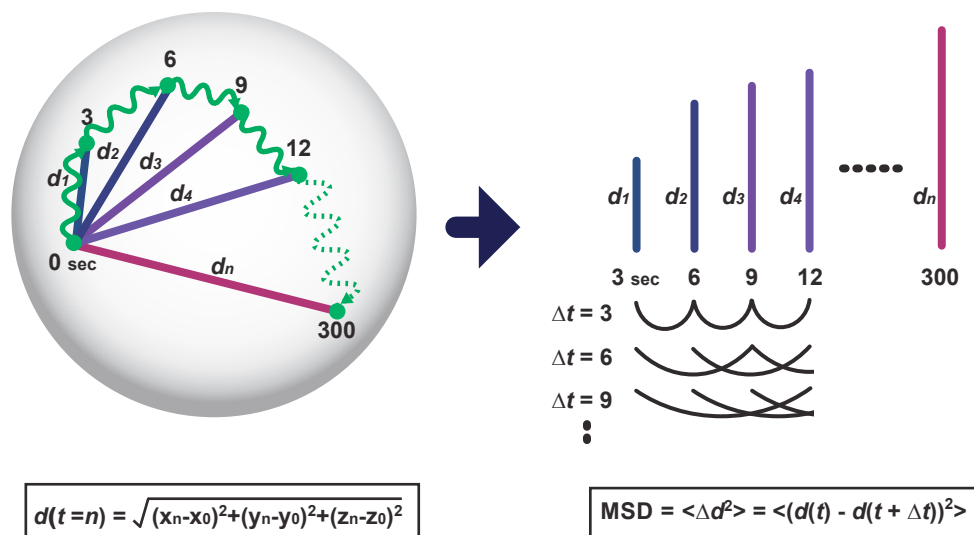 6
9
3
12
d1
d2
d3
d4
dn
0 sec
300
d(t=n) = √(xn-x0)²+(yn-y0)²+(zn-z0)²
d1
d2
d3
d4
dn
3 sec 6 9 12 300
Δt = 3
Δt = 6
Δt = 9
MSD = <Δd²> = <(d(t) - d(t + Δt))²>